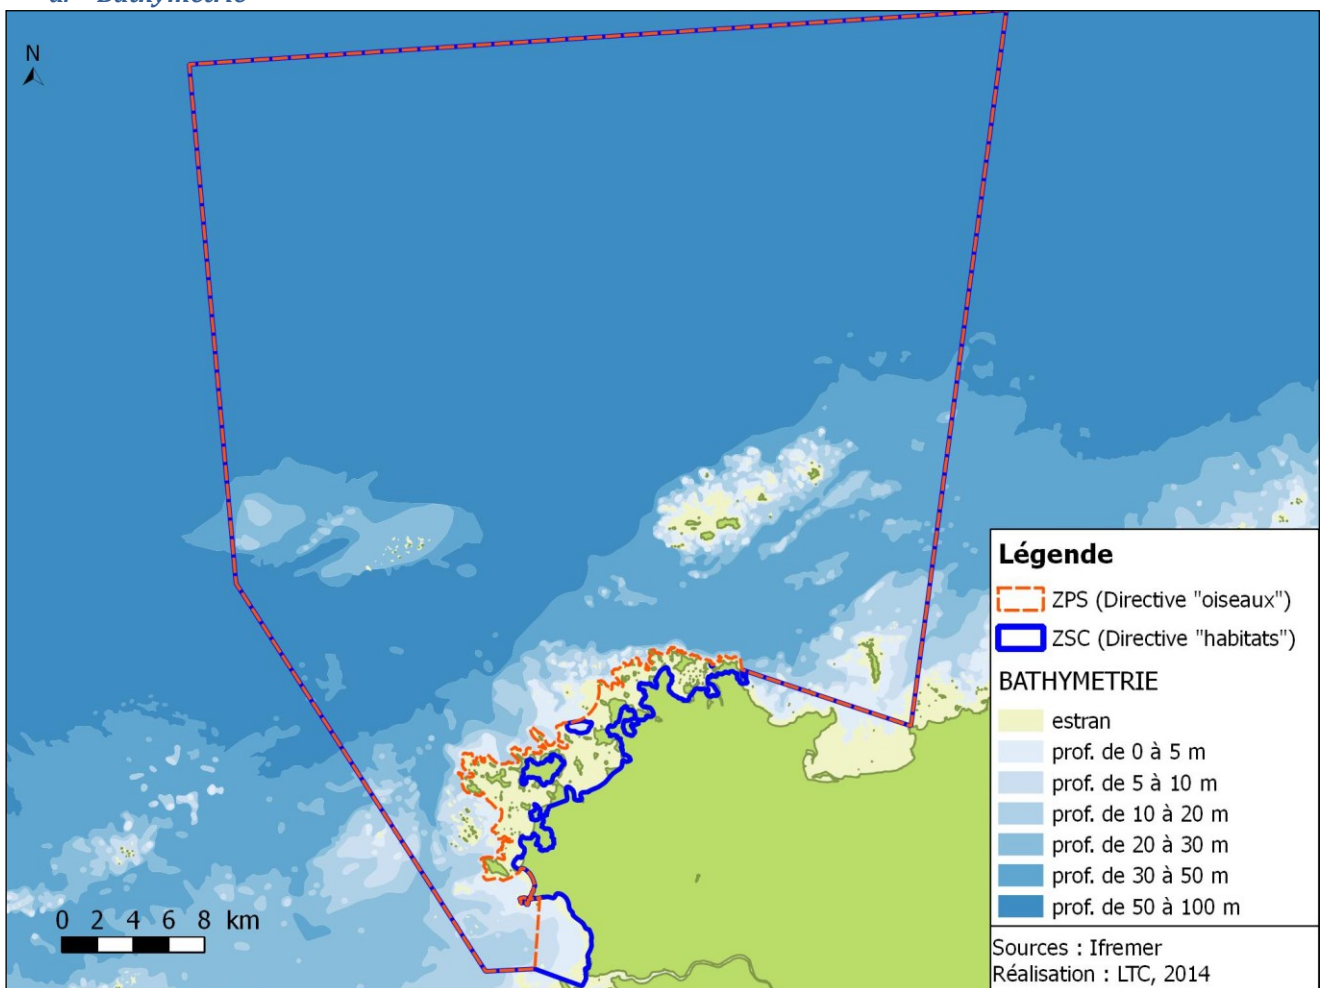 a. Bathymétrie
N
Légende
ZPS (Directive "oiseaux")
ZSC (Directive "habitats")
BATHYMETRIE
estran
prof. de 0 à 5 m
prof. de 5 à 10 m
prof. de 10 à 20 m
prof. de 20 à 30 m
prof. de 30 à 50 m
prof. de 50 à 100 m
0 2 4 6 8 km
Sources : Ifremer
Réalisation : LTC, 2014